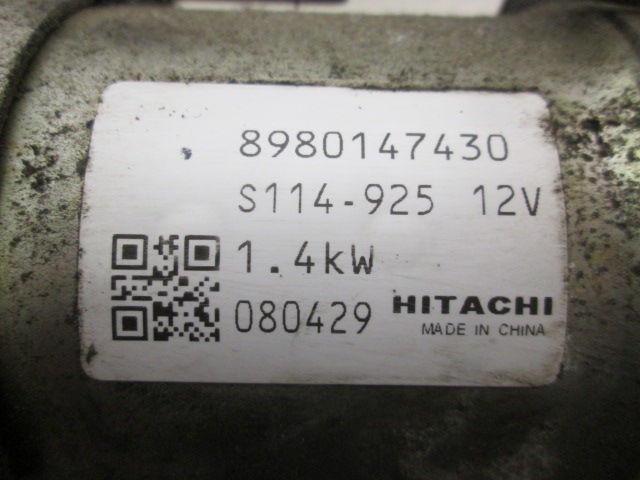 8980147430
S114-925 12V
1.4kW
080429 HITACHI
MADE IN CHINA